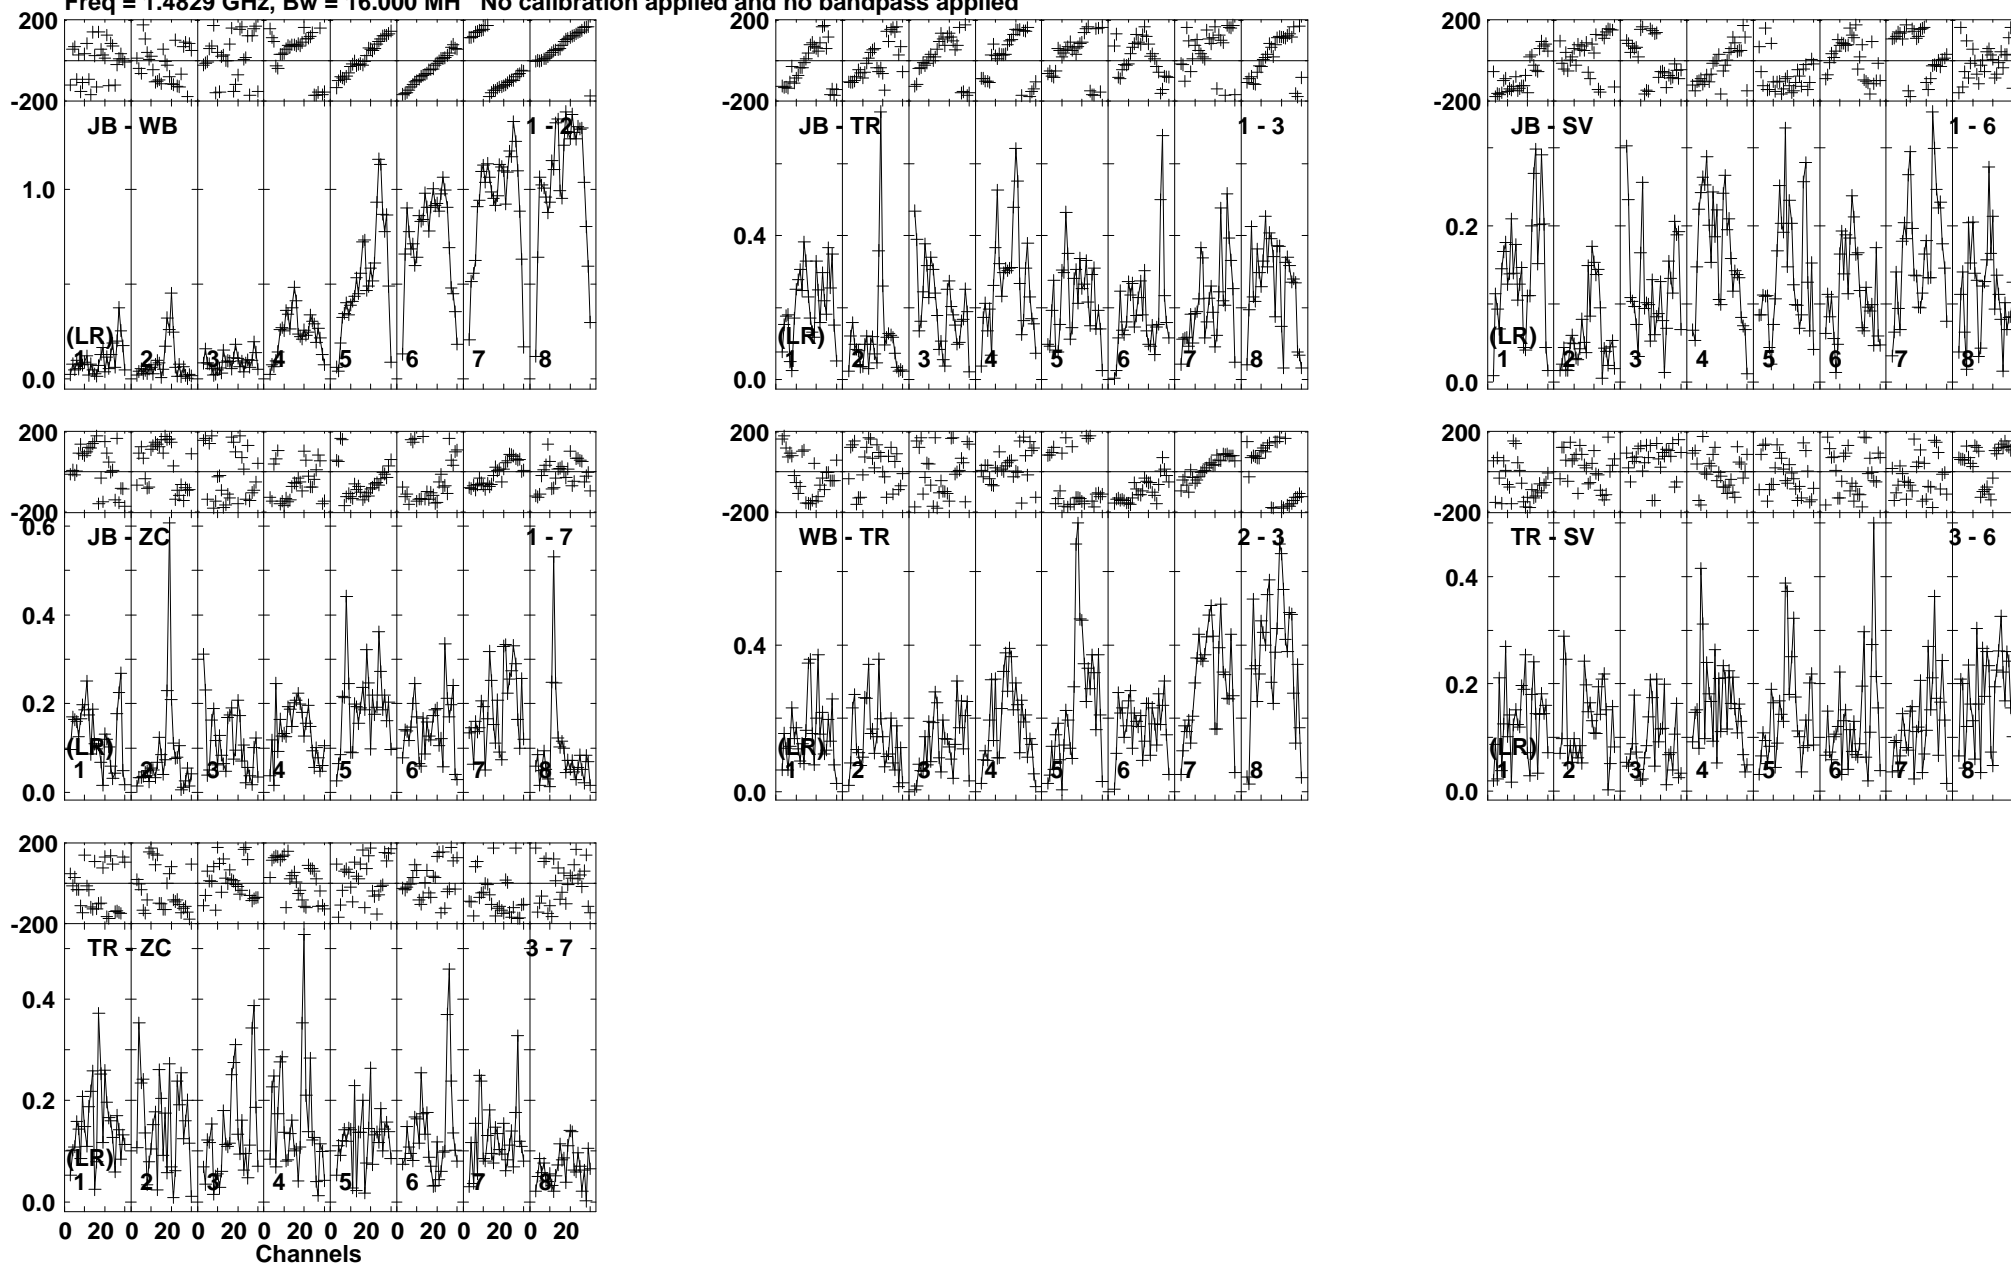 Freq = 1.4829 GHz, Bw = 16.000 MH No calibration applied and no bandpass applied
200
-200
JB - WB
1 - 2
1.0
0.0
(LR)
1 2 3 4 5 6 7 8
JB - TR
1 - 3
0.4
0.0
(LR)
1 2 3 4 5 6 7 8
200
-200
JB - SV
1 - 6
0.2
0.0
(LR)
1 2 3 4 5 6 7 8
200
-200
0.6
JB - ZC
1 - 7
0.4
0.2
0.0
(LR)
1 2 3 4 5 6 7 8
200
-200
WB - TR
2 - 3
0.4
0.0
(LR)
1 2 3 4 5 6 7 8
200
-200
TR - SV
3 - 6
0.4
0.2
0.0
(LR)
1 2 3 4 5 6 7 8
200
-200
TR - ZC
3 - 7
0.4
0.2
0.0
(LR)
1 2 3 4 5 6 7 8
0 20 0 20 0 20 0 20 0 20 0 20 0 20 0 20
Channels